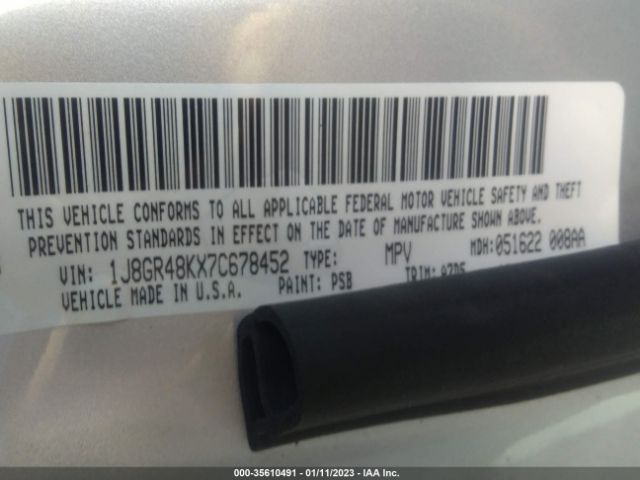 THIS VEHICLE CONFORMS TO ALL APPLICABLE FEDERAL MOTOR VEHICLE SAFETY AND THEFT
PREVENTION STANDARDS IN EFFECT ON THE DATE OF MANUFACTURE SHOWN ABOVE.
VIN: 1J8GR48KX7C678452 TYPE: MPV MDH:051622 008AA
VEHICLE MADE IN U.S.A. PAINT: PSB TRIM: A7D5
000-35610491 - 01/11/2023 - IAA Inc.